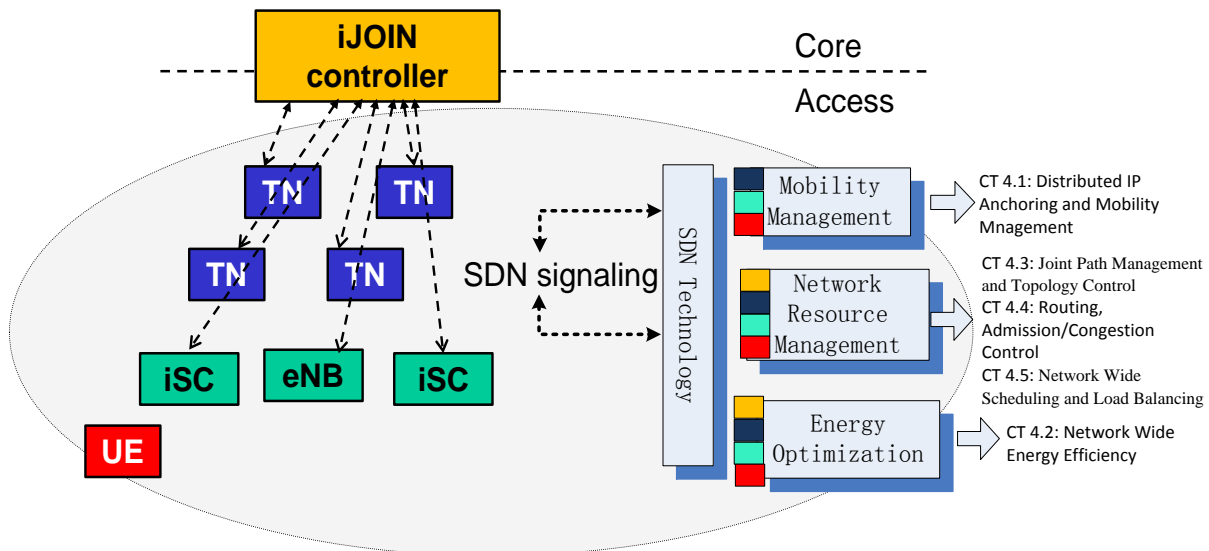 iJOIN
controller
Core
Access
TN
TN
TN
TN
iSC
eNB
iSC
UE
SDN signaling
SDN Technology
Mobility
Management
Network
Resource
Management
Energy
Optimization
CT 4.1: Distributed IP
Anchoring and Mobility
Mnagement
CT 4.3: Joint Path Management
and Topology Control
CT 4.4: Routing,
Admission/Congestion
Control
CT 4.5: Network Wide
Scheduling and Load Balancing
CT 4.2: Network Wide
Energy Efficiency